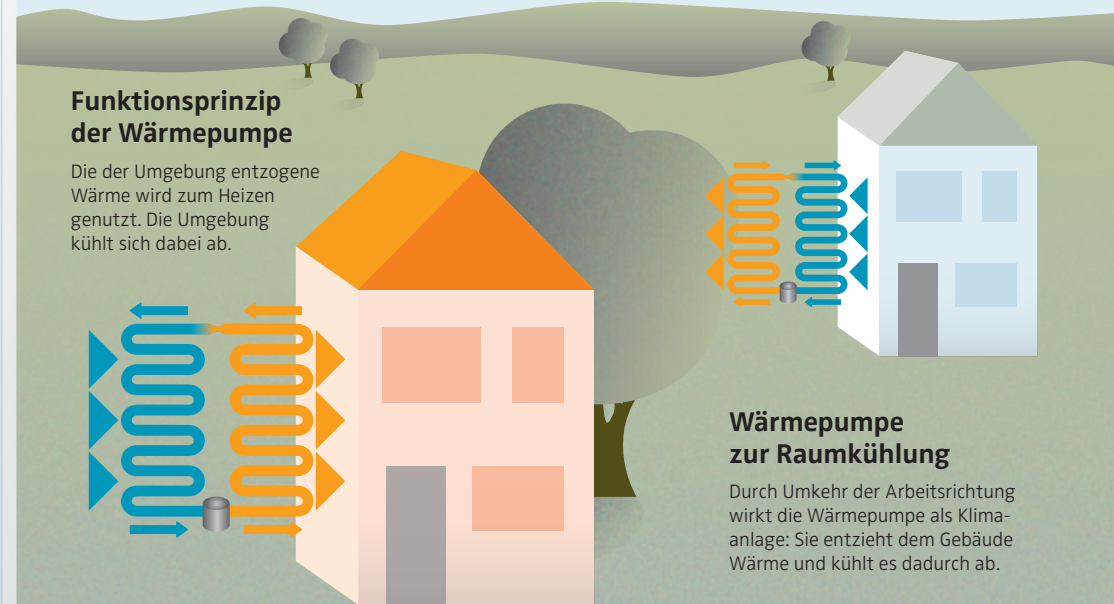 Funktionsprinzip
der Wärmepumpe
Die der Umgebung entzogene
Wärme wird zum Heizen
genutzt. Die Umgebung
kühlt sich dabei ab.
Wärmepumpe
zur Raumkühlung
Durch Umkehr der Arbeitsrichtung
wirkt die Wärmepumpe als Klima-
anlage: Sie entzieht dem Gebäude
Wärme und kühlt es dadurch ab.